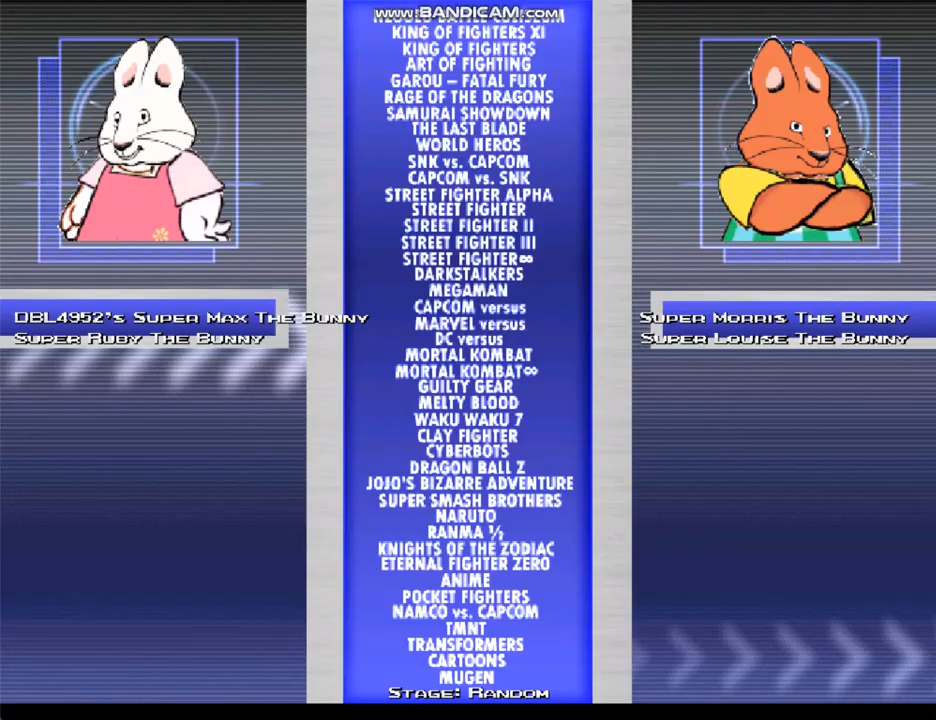 WWW.BANDICAM.COM
NEOGEO BATTLE COLISEUM
KING OF FIGHTERS XI
KING OF FIGHTERS
ART OF FIGHTING
GAROU – FATAL FURY
RAGE OF THE DRAGONS
SAMURAI SHOWDOWN
THE LAST BLADE
WORLD HEROS
SNK vs. CAPCOM
CAPCOM vs. SNK
STREET FIGHTER ALPHA
STREET FIGHTER
STREET FIGHTER II
STREET FIGHTER III
STREET FIGHTER∞
DARKSTALKERS
MEGAMAN
CAPCOM versus
MARVEL versus
DC versus
MORTAL KOMBAT
MORTAL KOMBAT∞
GUILTY GEAR
MELTY BLOOD
WAKU WAKU 7
CLAY FIGHTER
CYBERBOTS
DRAGON BALL Z
JOJO'S BIZARRE ADVENTURE
SUPER SMASH BROTHERS
NARUTO
RANMA ½
KNIGHTS OF THE ZODIAC
ETERNAL FIGHTER ZERO
ANIME
POCKET FIGHTERS
NAMCO vs. CAPCOM
TMNT
TRANSFORMERS
CARTOONS
MUGEN
Stage: Random
DBL4952's Super Max The Bunny
Super Ruby The Bunny
Super Morris The Bunny
Super Louise The Bunny